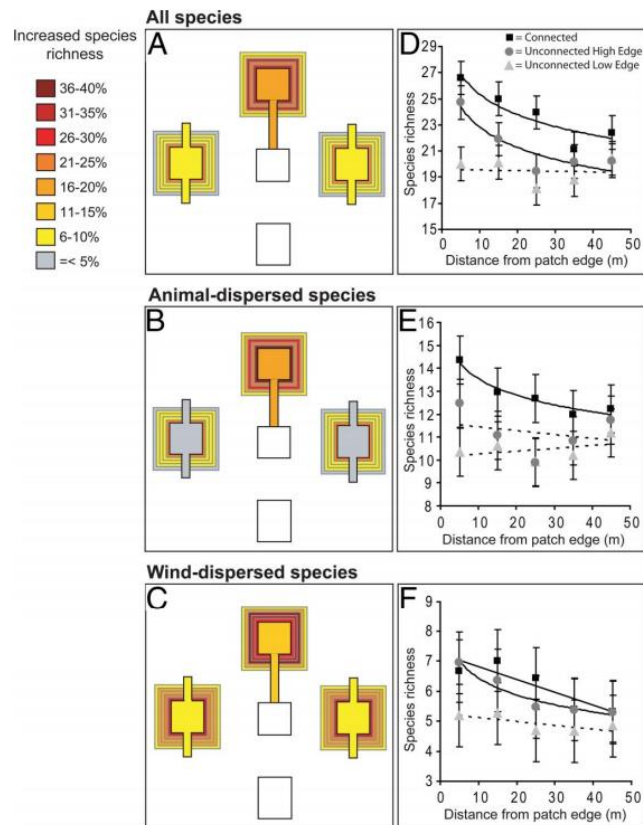 All species
Increased species
richness
36-40%
31-35%
26-30%
21-25%
16-20%
11-15%
6-10%
=< 5%
A
D
= Connected
= Unconnected High Edge
= Unconnected Low Edge
Species richness
29
27
25
23
21
19
17
15
0 10 20 30 40 50
Distance from patch edge (m)
Animal-dispersed species
B
E
Species richness
16
15
14
13
12
11
10
9
8
0 10 20 30 40 50
Distance from patch edge (m)
Wind-dispersed species
C
F
Species richness
9
8
7
6
5
4
3
0 10 20 30 40 50
Distance from patch edge (m)